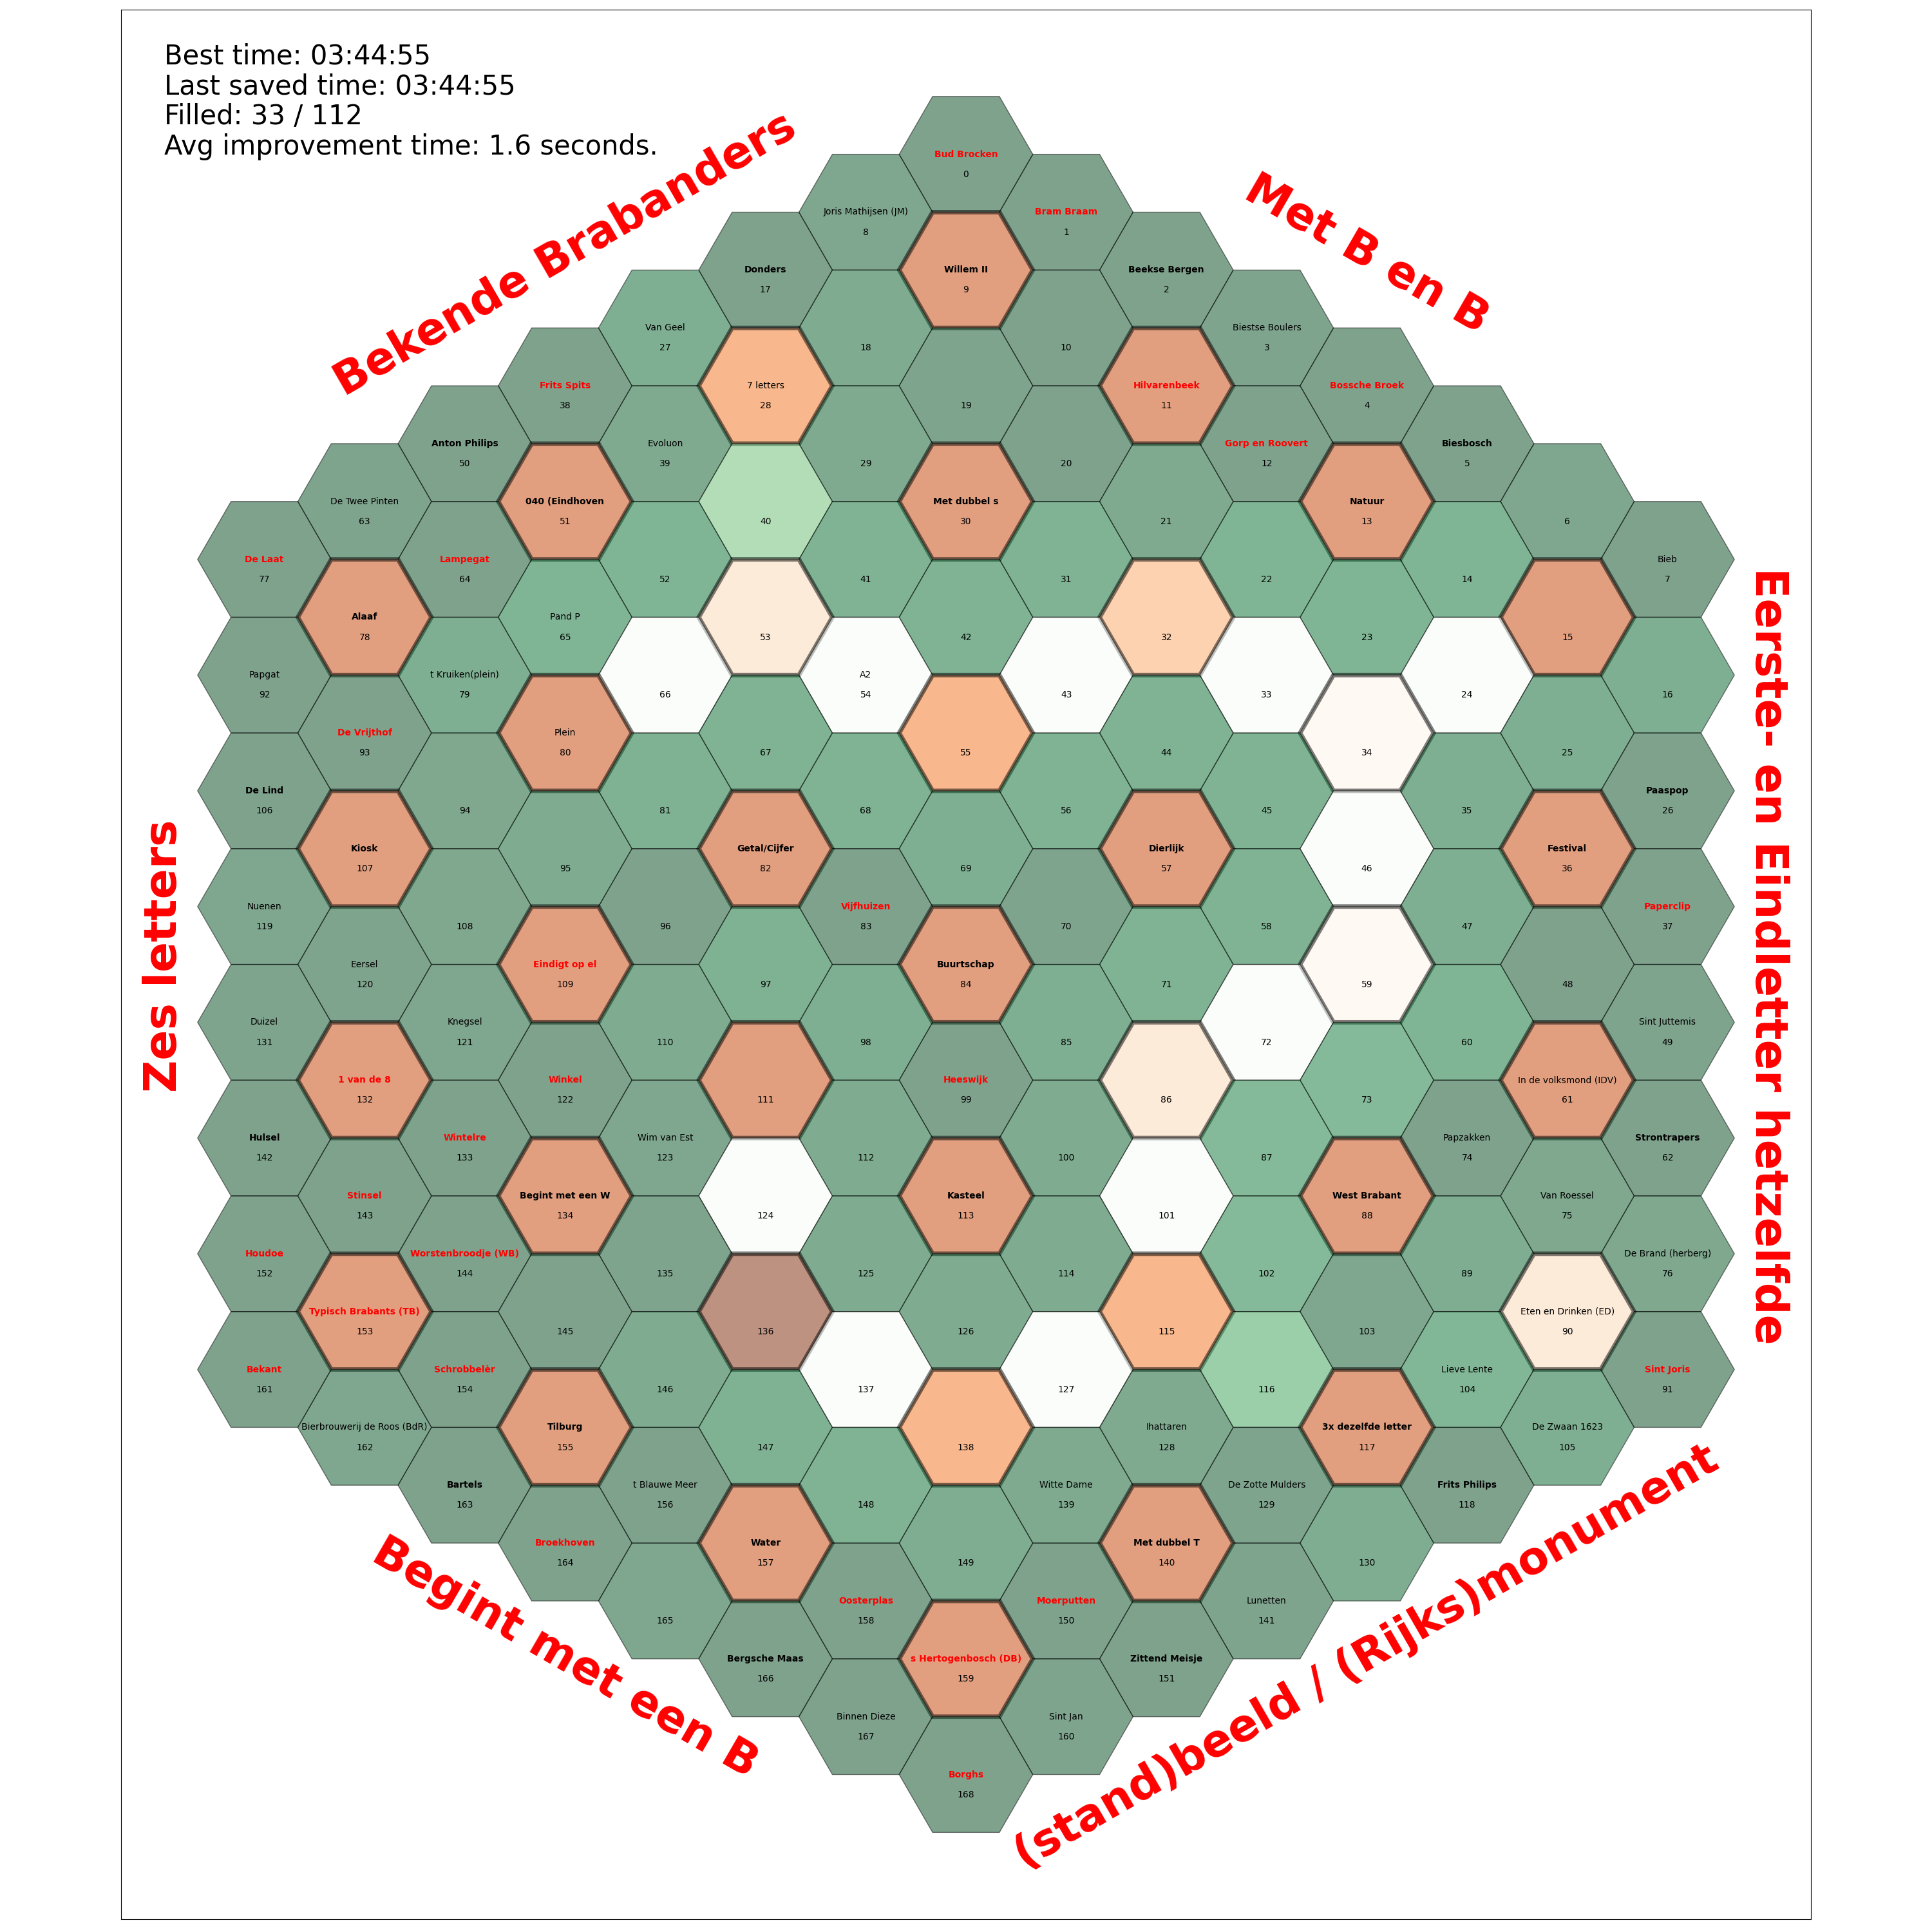 Best time: 03:44:55
Last saved time: 03:44:55
Filled: 33 / 112
Avg improvement time: 1.6 seconds.
Bekende Brabanders
Met B en B
Eerste- en Eindletter hetzelfde
(stand)beeld / (Rijks)monument
Begint met een B
Zes letters
Bud Brocken
0
Joris Mathijsen (JM)
8
Bram Braam
1
Donders
17
Willem II
9
Beekse Bergen
2
Van Geel
27
18
10
Biestse Boulers
3
Frits Spits
38
7 letters
28
19
Hilvarenbeek
11
Bossche Broek
4
Anton Philips
50
Evoluon
39
29
20
Gorp en Roovert
12
Biesbosch
5
De Twee Pinten
63
040 (Eindhoven
51
40
Met dubbel s
30
21
Natuur
13
6
De Laat
77
Lampegat
64
52
41
31
22
14
Bieb
7
Alaaf
78
Pand P
65
53
42
32
23
15
Papgat
92
t Kruiken(plein)
79
66
A2
54
43
33
24
16
De Vrijthof
93
Plein
80
67
55
44
34
25
De Lind
106
94
81
68
56
45
35
Paaspop
26
Kiosk
107
95
Getal/Cijfer
82
69
Dierlijk
57
46
Festival
36
Nuenen
119
108
96
Vijfhuizen
83
70
58
47
Paperclip
37
Eersel
120
Eindigt op el
109
97
Buurtschap
84
71
59
48
Duizel
131
Knegsel
121
110
98
85
72
60
Sint Juttemis
49
1 van de 8
132
Winkel
122
111
Heeswijk
99
86
73
In de volksmond (IDV)
61
Hulsel
142
Wintelre
133
Wim van Est
123
112
100
87
Papzakken
74
Strontrapers
62
Stinsel
143
Begint met een W
134
124
Kasteel
113
101
West Brabant
88
Van Roessel
75
Houdoe
152
Worstenbroodje (WB)
144
135
125
114
102
89
De Brand (herberg)
76
Typisch Brabants (TB)
153
145
136
126
115
103
Eten en Drinken (ED)
90
Bekant
161
Schrobbelèr
154
146
137
127
116
Lieve Lente
104
Sint Joris
91
Bierbrouwerij de Roos (BdR)
162
Tilburg
155
147
138
Ihattaren
128
3x dezelfde letter
117
De Zwaan 1623
105
Bartels
163
t Blauwe Meer
156
148
Witte Dame
139
De Zotte Mulders
129
Frits Philips
118
Broekhoven
164
Water
157
149
Met dubbel T
140
130
165
Oosterplas
158
Moerputten
150
Lunetten
141
Bergsche Maas
166
s Hertogenbosch (DB)
159
Zittend Meisje
151
Binnen Dieze
167
Sint Jan
160
Borghs
168